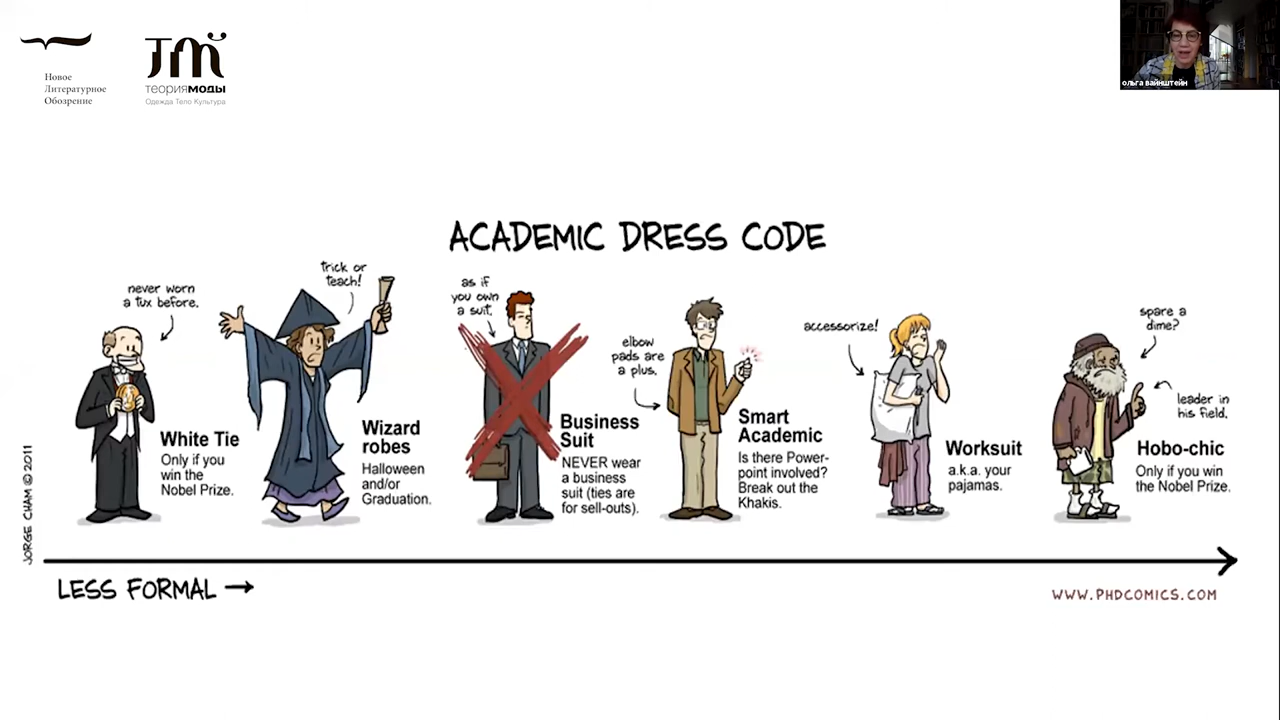 Новое
Литературное
Обозрение
теориямоды
Одежда Тело Культура
ольга вайнштейн
ACADEMIC DRESS CODE
never worn
a tux before.
White Tie
Only if you
win the
Nobel Prize.
trick or
teach!
Wizard
robes
Halloween
and/or
Graduation.
as if
you own
a suit.
Business
Suit
NEVER wear
a business
suit (ties are
for sell-outs).
elbow
pads are
a plus.
Smart
Academic
Is there Power-
point involved?
Break out the
Khakis.
accessorize!
Worksuit
a.k.a. your
pajamas.
spare a
dime?
leader in
his field.
Hobo-chic
Only if you win
the Nobel Prize.
JORGE CHAM © 2011
LESS FORMAL →
WWW.PHDCOMICS.COM